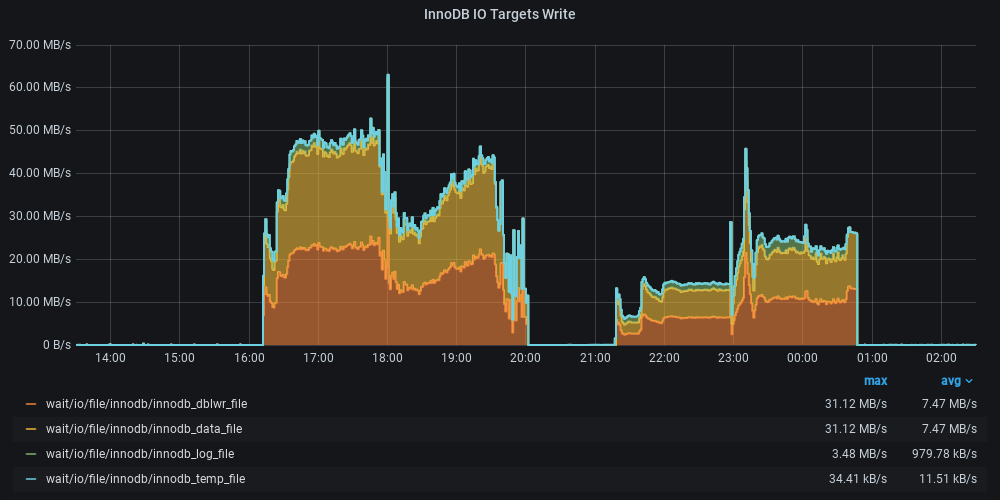 InnoDB IO Targets Write
70.00 MB/s
60.00 MB/s
50.00 MB/s
40.00 MB/s
30.00 MB/s
20.00 MB/s
10.00 MB/s
0 B/s
14:00 15:00 16:00 17:00 18:00 19:00 20:00 21:00 22:00 23:00 00:00 01:00 02:00
max avg
wait/io/file/innodb/innodb_dblwr_file 31.12 MB/s 7.47 MB/s
wait/io/file/innodb/innodb_data_file 31.12 MB/s 7.47 MB/s
wait/io/file/innodb/innodb_log_file 3.48 MB/s 979.78 kB/s
wait/io/file/innodb/innodb_temp_file 34.41 kB/s 11.51 kB/s